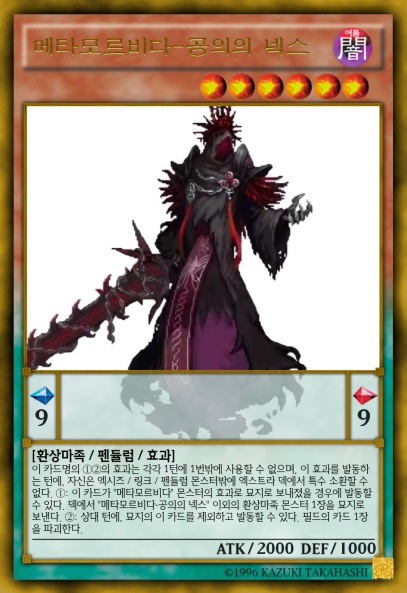 메타모르비다-공의의 넥스
어둠
闇
9
9
[환상마족 / 펜듈럼 / 효과]
이 카드명의 ①②의 효과는 각각 1턴에 1번밖에 사용할 수 없으며, 이 효과를 발동하
는 턴에, 자신은 엑시즈 / 링크 / 펜듈럼 몬스터밖에 엑스트라 덱에서 특수 소환할 수
없다. ①: 이 카드가 "메타모르비다" 몬스터의 효과로 묘지로 보내졌을 경우에 발동할
수 있다. 덱에서 "메타모르비다-공의의 넥스" 이외의 환상마족 몬스터 1장을 묘지로
보낸다. ②: 상대 턴에, 묘지의 이 카드를 제외하고 발동할 수 있다. 필드의 카드 1장
을 파괴한다.
ATK/2000 DEF/1000
©1996 KAZUKI TAKAHASHI